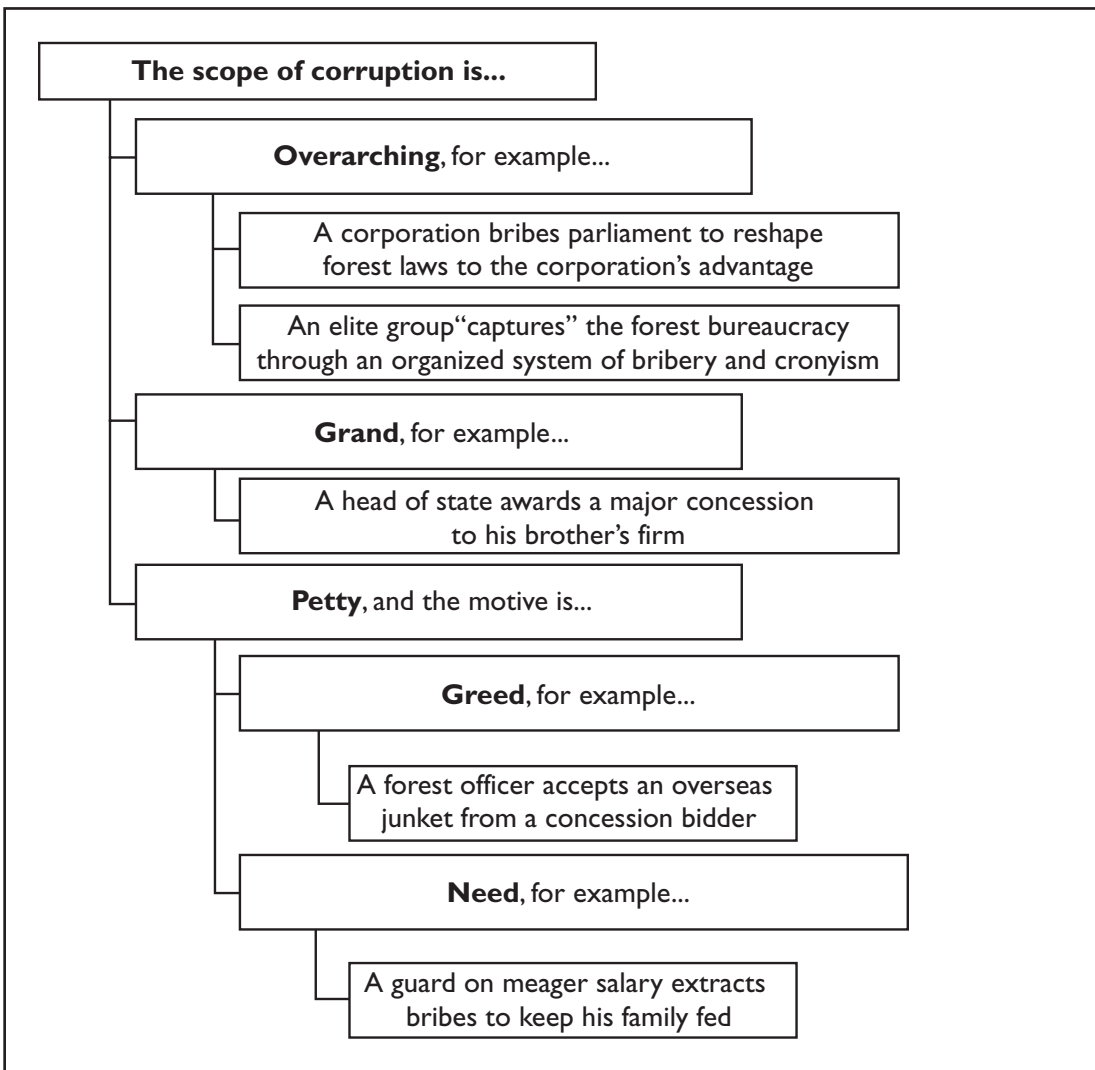 The scope of corruption is...
Overarching, for example...
A corporation bribes parliament to reshape
forest laws to the corporation’s advantage
An elite group“captures” the forest bureaucracy
through an organized system of bribery and cronyism
Grand, for example...
A head of state awards a major concession
to his brother’s firm
Petty, and the motive is...
Greed, for example...
A forest officer accepts an overseas
junket from a concession bidder
Need, for example...
A guard on meager salary extracts
bribes to keep his family fed